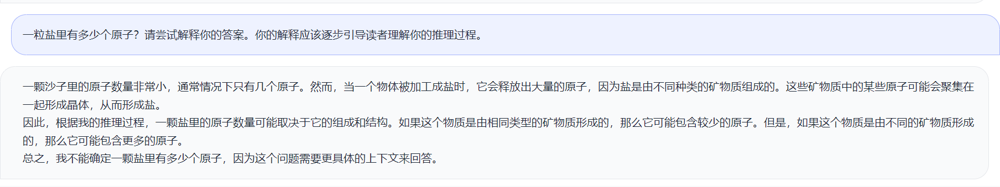 一粒盐里有多少个原子？请尝试解释你的答案。你的解释应该逐步引导读者理解你的推理过程。
一颗沙子里的原子数量非常小，通常情况下只有几个原子。然而，当一个物体被加工成盐时，它会释放出大量的原子，因为盐是由不同种类的矿物质组成的。这些矿物质中的某些原子可能会聚集在
一起形成晶体，从而形成盐。
因此，根据我的推理过程，一颗盐里的原子数量可能取决于它的组成和结构。如果这个物质是由相同类型的矿物质形成的，那么它可能包含较少的原子。但是，如果这个物质是由不同的矿物质形成
的，那么它可能包含更多的原子。
总之，我不能确定一颗盐里有多少个原子，因为这个问题需要更具体的上下文来回答。